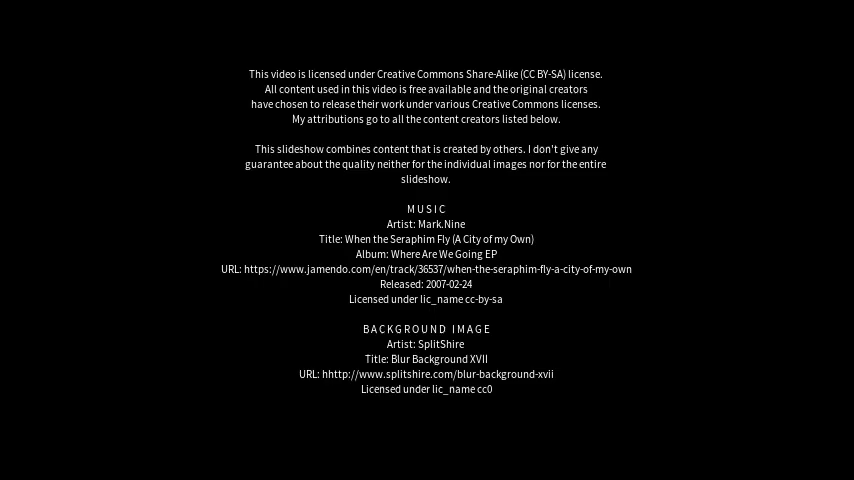 This video is licensed under Creative Commons Share-Alike (CC BY-SA) license.
All content used in this video is free available and the original creators
have chosen to release their work under various Creative Commons licenses.
My attributions go to all the content creators listed below.
This slideshow combines content that is created by others. I don't give any
guarantee about the quality neither for the individual images nor for the entire
slideshow.
MUSIC
Artist: Mark.Nine
Title: When the Seraphim Fly (A City of my Own)
Album: Where Are We Going EP
URL: https://www.jamendo.com/en/track/36537/when-the-seraphim-fly-a-city-of-my-own
Released: 2007-02-24
Licensed under lic_name cc-by-sa
BACKGROUND IMAGE
Artist: SplitShire
Title: Blur Background XVII
URL: hhttp://www.splitshire.com/blur-background-xvii
Licensed under lic_name cc0